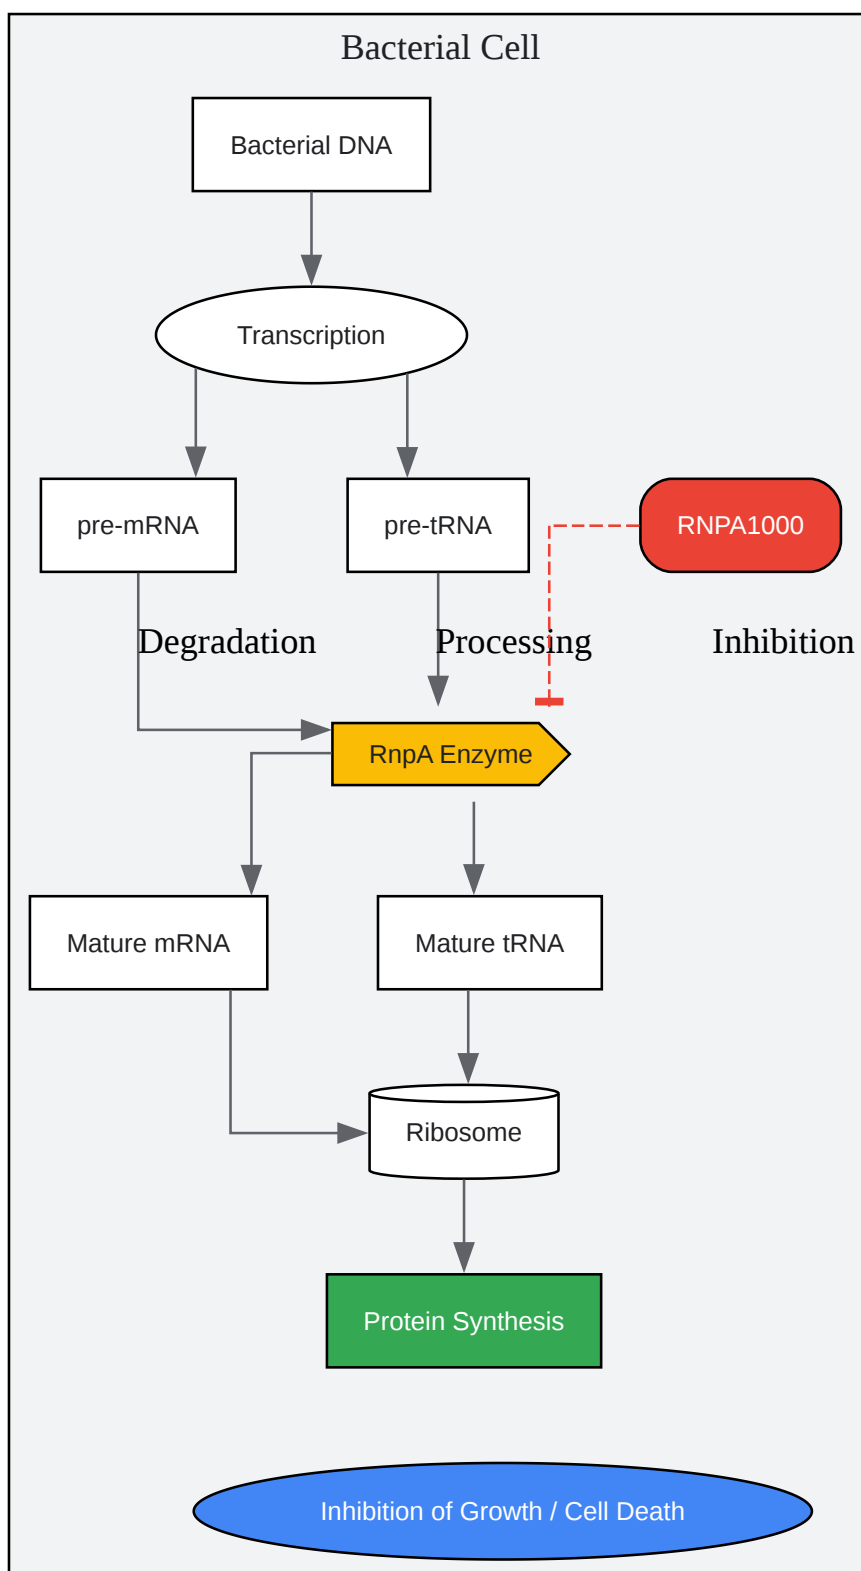 Bacterial Cell
Bacterial DNA
Transcription
pre-mRNA
pre-tRNA
RNPA1000
Degradation
Processing
Inhibition
RnpA Enzyme
Mature mRNA
Mature tRNA
Ribosome
Protein Synthesis
Inhibition of Growth / Cell Death